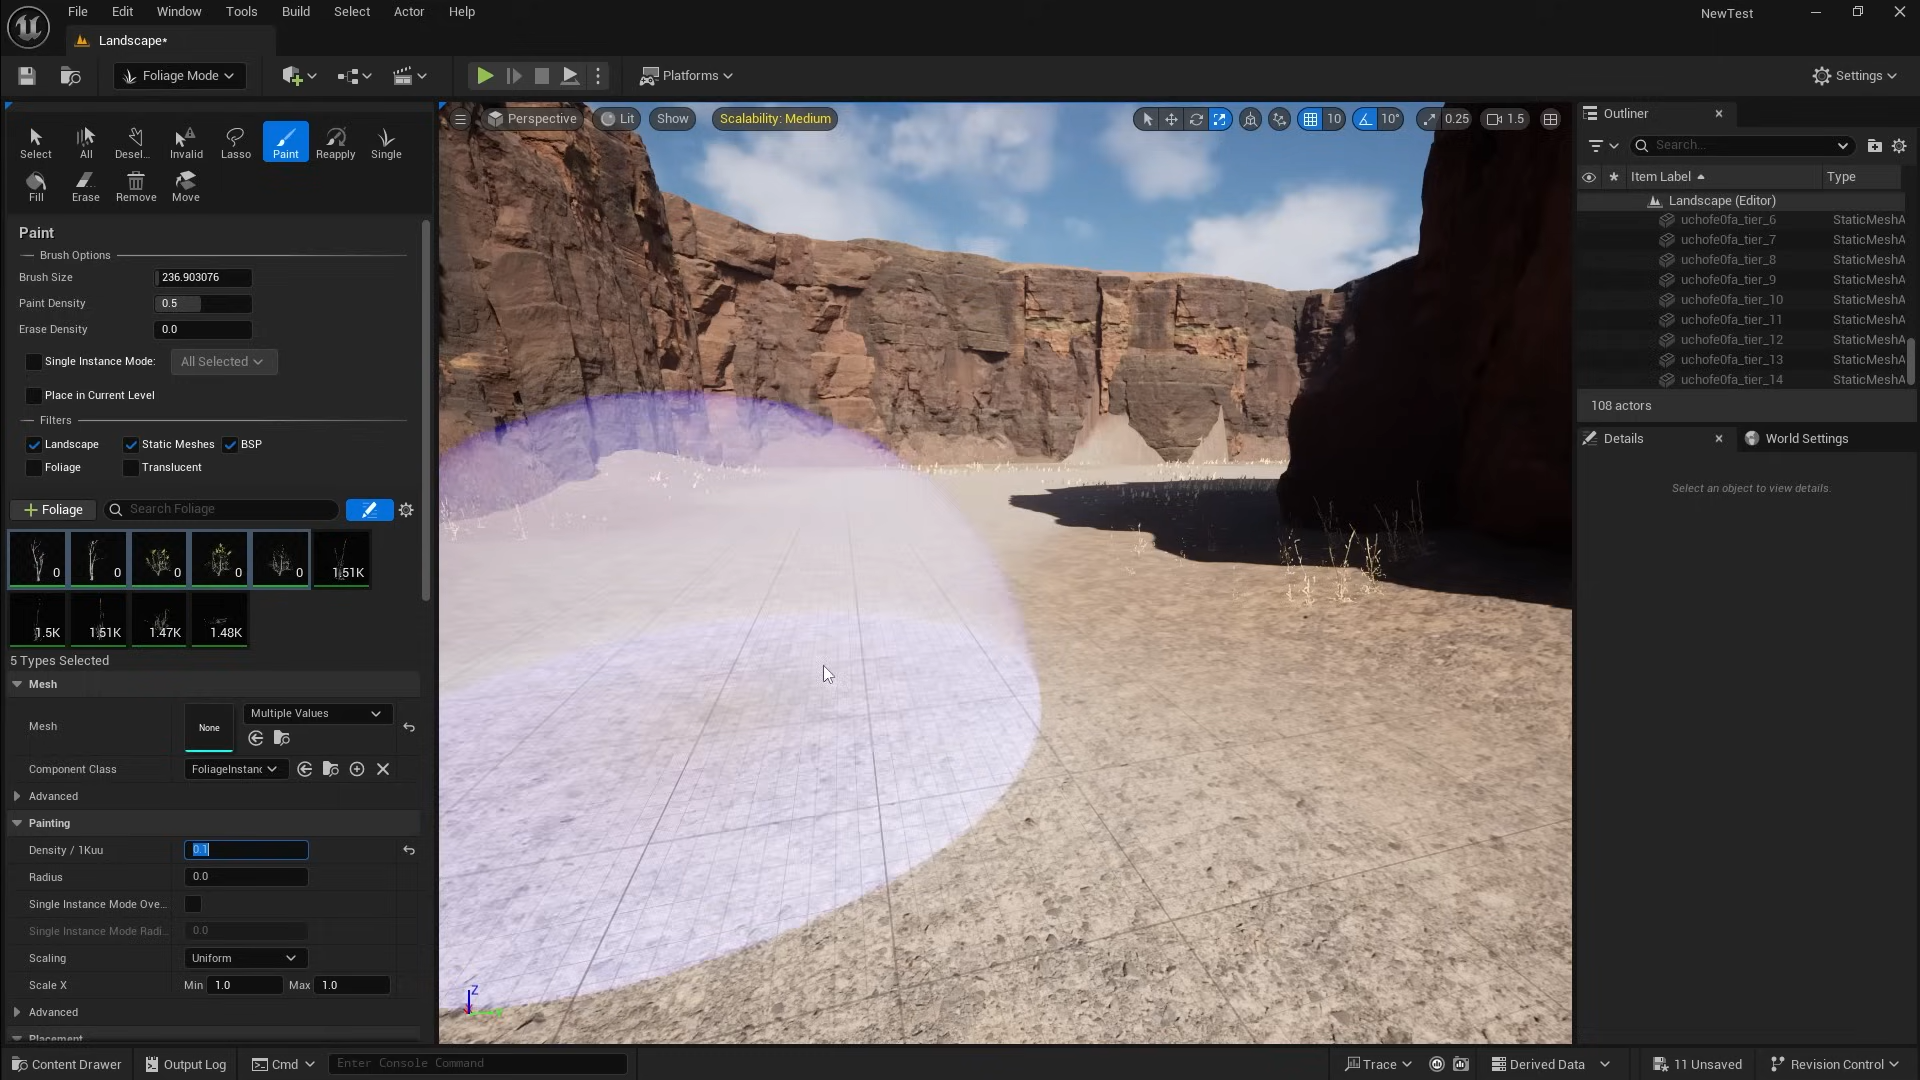 File Edit Window Tools Build Select Actor Help
NewTest
Landscape*
Foliage Mode
Platforms
Settings
Select All Desel... Invalid Lasso Paint Reapply Single
Fill Erase Remove Move
Paint
Brush Options
Brush Size 236.903076
Paint Density 0.5
Erase Density 0.0
Single Instance Mode: All Selected
Place in Current Level
Filters
Landscape Static Meshes BSP
Foliage Translucent
Foliage Search Foliage
0 0 0 0 0 1.51K
1.5K 1.51K 1.47K 1.48K
5 Types Selected
Mesh
Mesh None Multiple Values
Component Class FoliageInstanc
Advanced
Painting
Density / 1Kuu 0.1
Radius 0.0
Single Instance Mode Ove...
Single Instance Mode Radi... 0.0
Scaling Uniform
Scale X Min 1.0 Max 1.0
Advanced
Placement
Perspective Lit Show Scalability: Medium
10 10° 0.25 1.5
Z
Outliner
Search...
Item Label Type
Landscape (Editor)
uchofe0fa_tier_6 StaticMeshA
uchofe0fa_tier_7 StaticMeshA
uchofe0fa_tier_8 StaticMeshA
uchofe0fa_tier_9 StaticMeshA
uchofe0fa_tier_10 StaticMeshA
uchofe0fa_tier_11 StaticMeshA
uchofe0fa_tier_12 StaticMeshA
uchofe0fa_tier_13 StaticMeshA
uchofe0fa_tier_14 StaticMeshA
108 actors
Details World Settings
Select an object to view details.
Content Drawer Output Log Cmd Enter Console Command
Trace Derived Data 11 Unsaved Revision Control